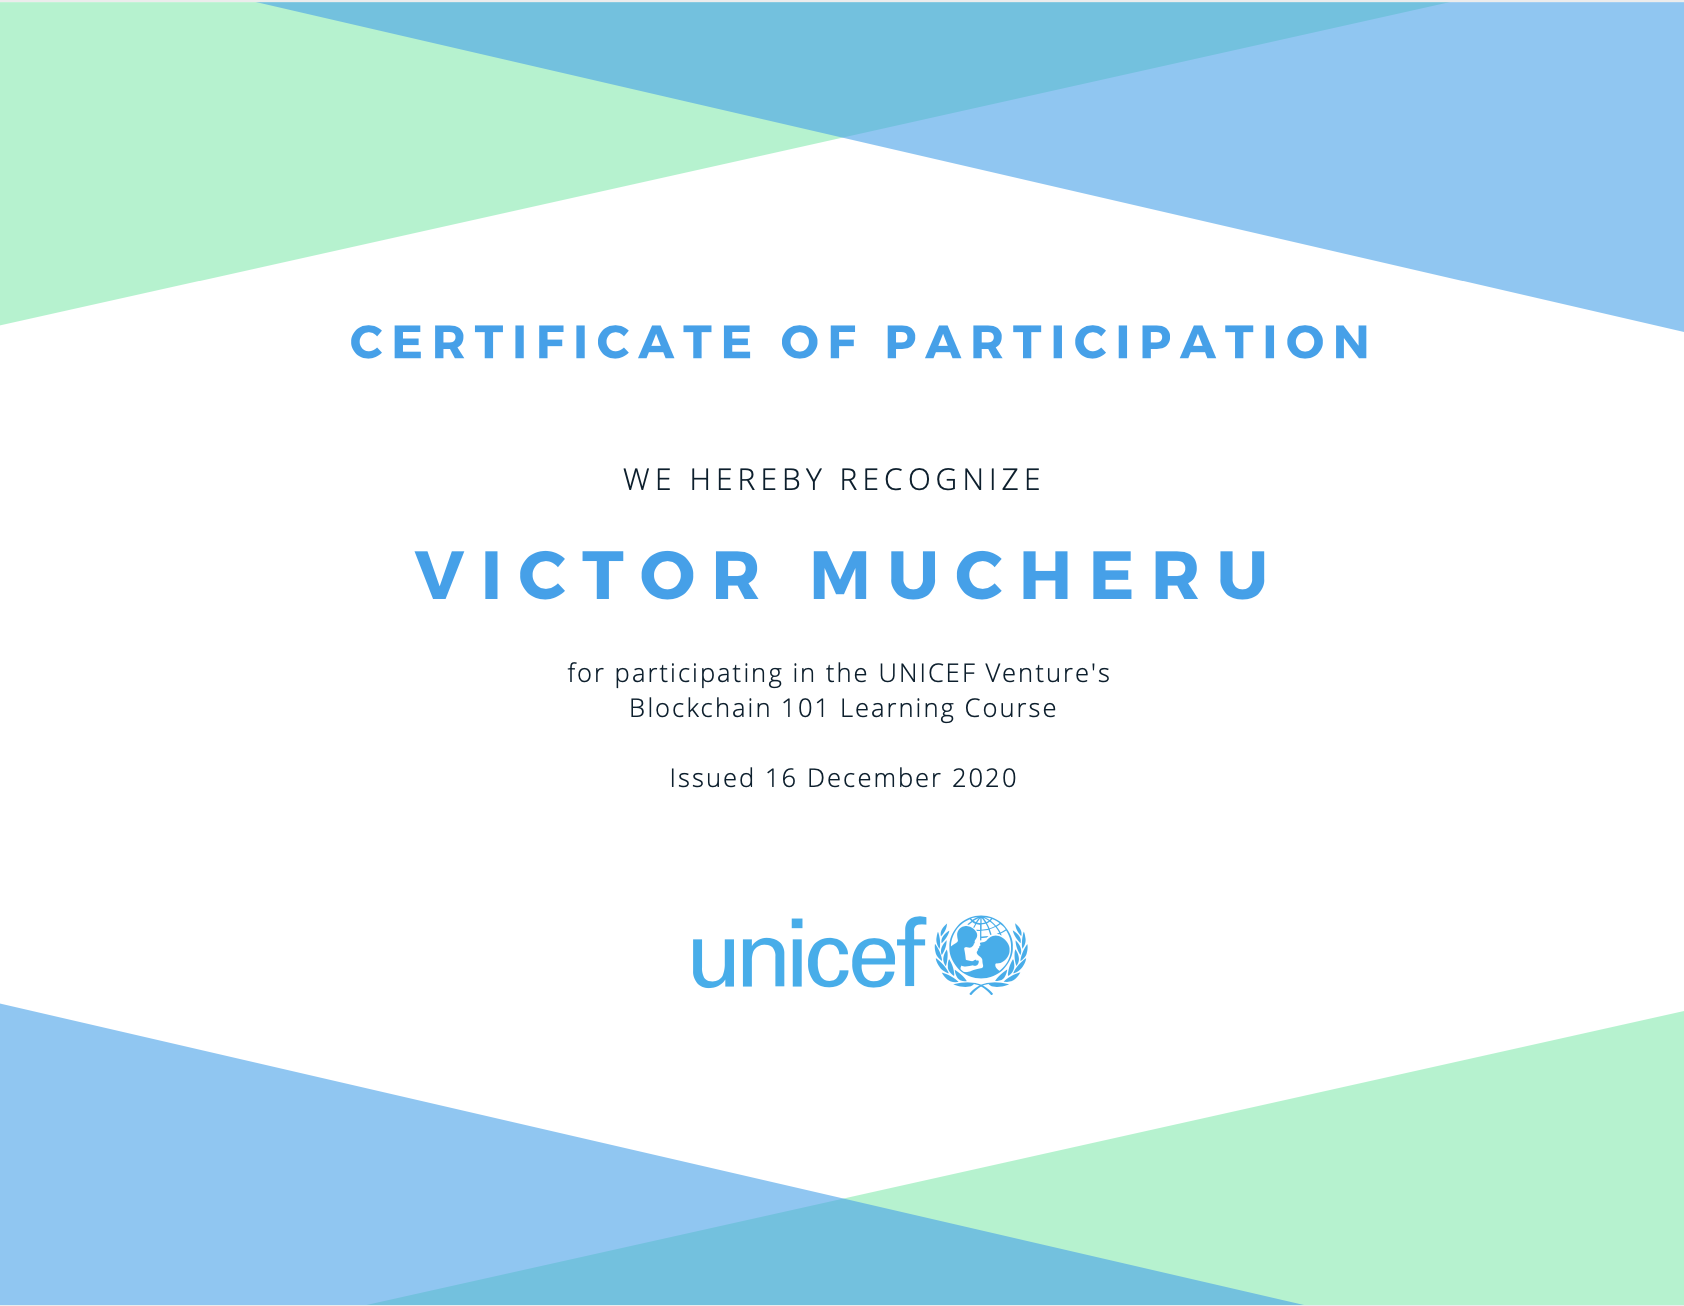 CERTIFICATE OF PARTICIPATION
WE HEREBY RECOGNIZE
VICTOR MUCHERU
for participating in the UNICEF Venture's
Blockchain 101 Learning Course
Issued 16 December 2020
unicef